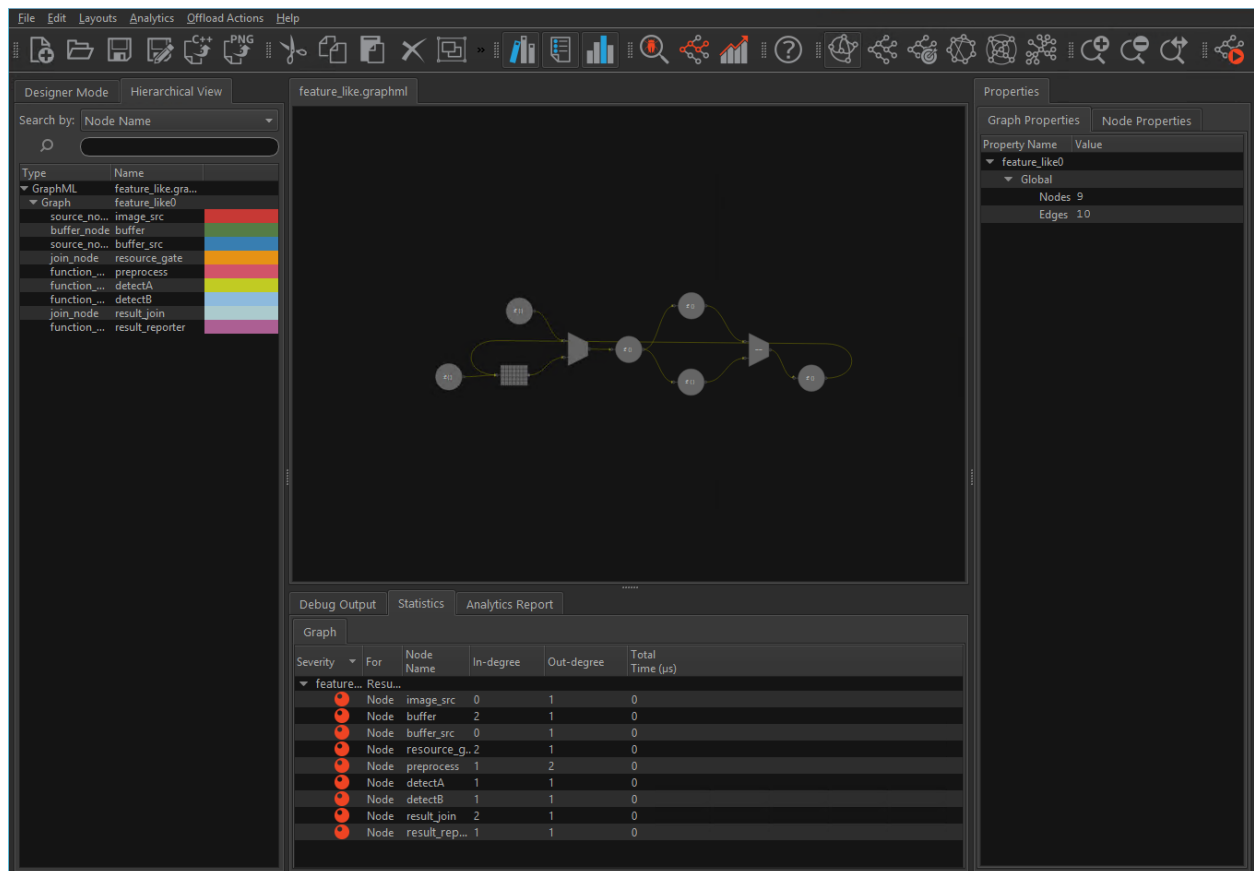 File Edit Layouts Analytics Offload Actions Help
C++ PNG
Designer Mode Hierarchical View
Search by: Node Name
Type Name
GraphML feature_like.gra...
Graph feature_like0
source_no... image_src
buffer_node buffer
source_no... buffer_src
join_node resource_gate
function_... preprocess
function_... detectA
function_... detectB
join_node result_join
function_... result_reporter
feature_like.graphml
Debug Output Statistics Analytics Report
Graph
Severity For Node Name In-degree Out-degree Total Time (µs)
feature... Resu...
Node image_src 0 1 0
Node buffer 2 1 0
Node buffer_src 0 1 0
Node resource_g.. 2 1 0
Node preprocess 1 2 0
Node detectA 1 1 0
Node detectB 1 1 0
Node result_join 2 1 0
Node result_rep... 1 1 0
Properties
Graph Properties Node Properties
Property Name Value
feature_like0
Global
Nodes 9
Edges 10